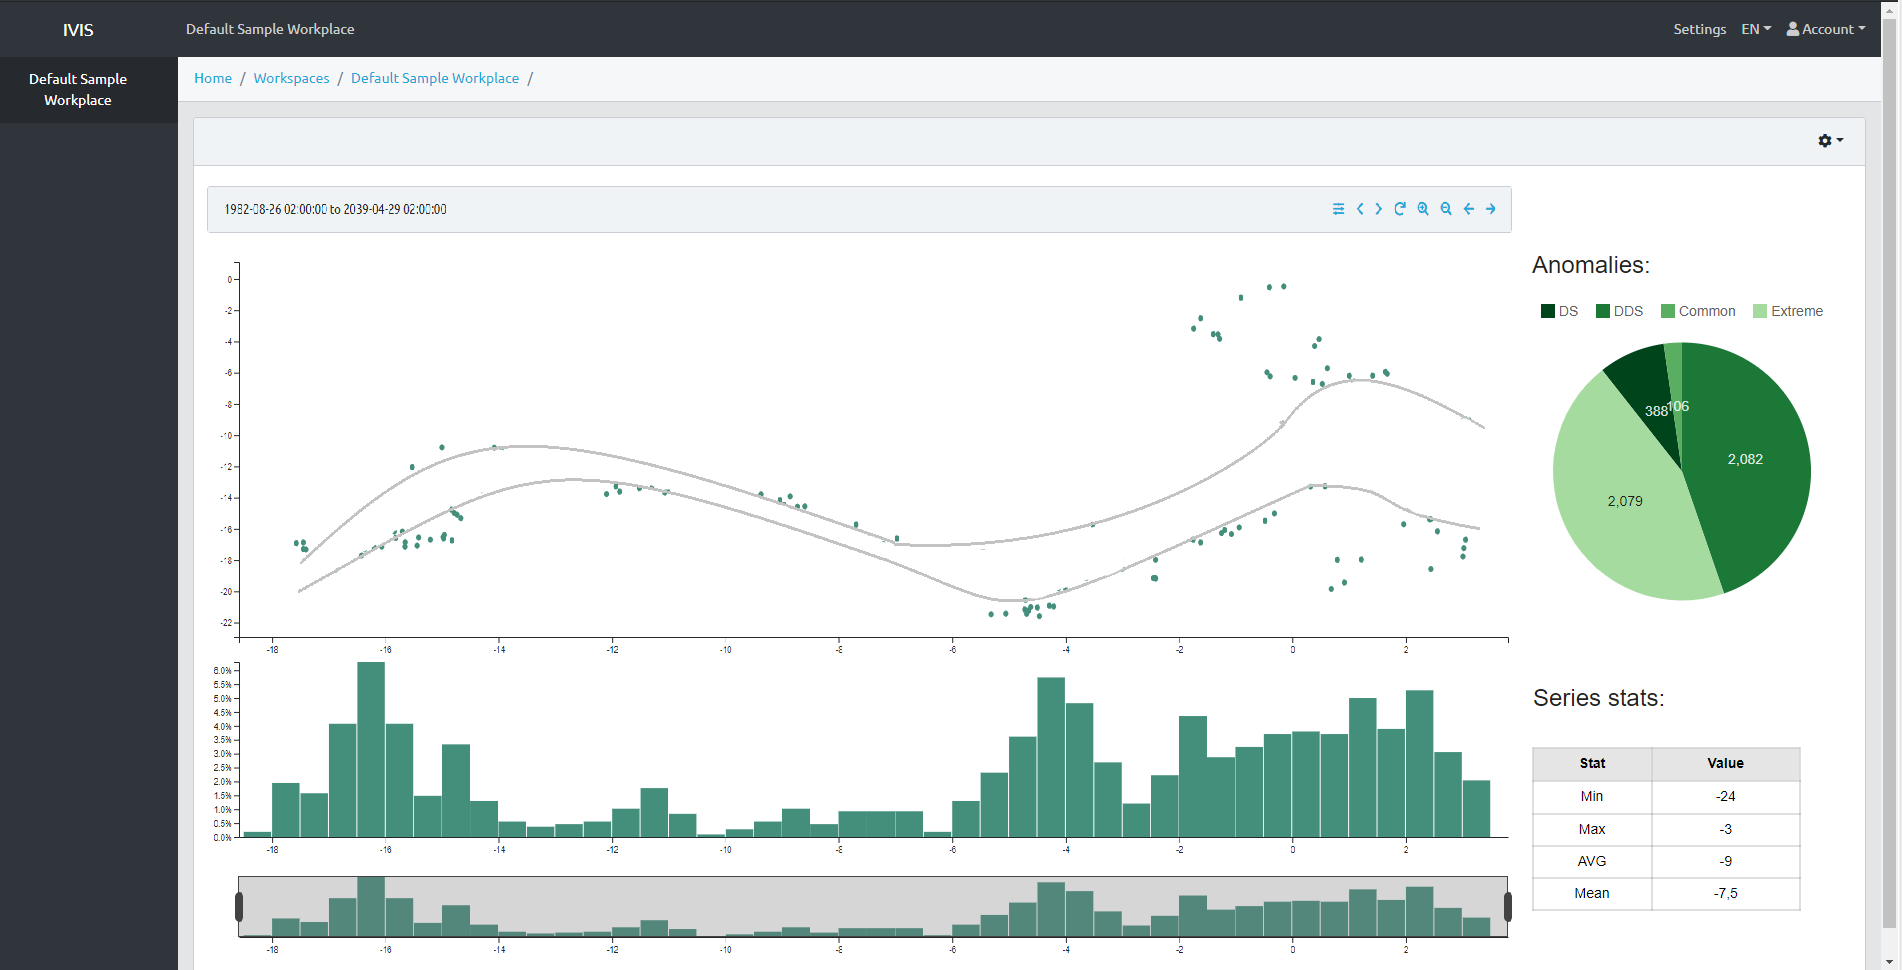 IVIS
Default Sample Workplace
Settings EN Account
Default Sample
Workplace
Home / Workspaces / Default Sample Workplace /
1982-08-26 02:00:00 to 2039-04-29 02:00:00
0
-2
-4
-6
-8
-10
-12
-14
-16
-18
-20
-22
-18 -16 -14 -12 -10 -8 -6 -4 -2 0 2
6.0%
5.5%
5.0%
4.5%
4.0%
3.5%
3.0%
2.5%
2.0%
1.5%
1.0%
0.5%
0.0%
-18 -16 -14 -12 -10 -8 -6 -4 -2 0 2
-18 -16 -14 -12 -10 -8 -6 -4 -2 0 2
Anomalies:
DS DDS Common Extreme
388
106
2,082
2,079
Series stats:
Stat Value
Min -24
Max -3
AVG -9
Mean -7,5